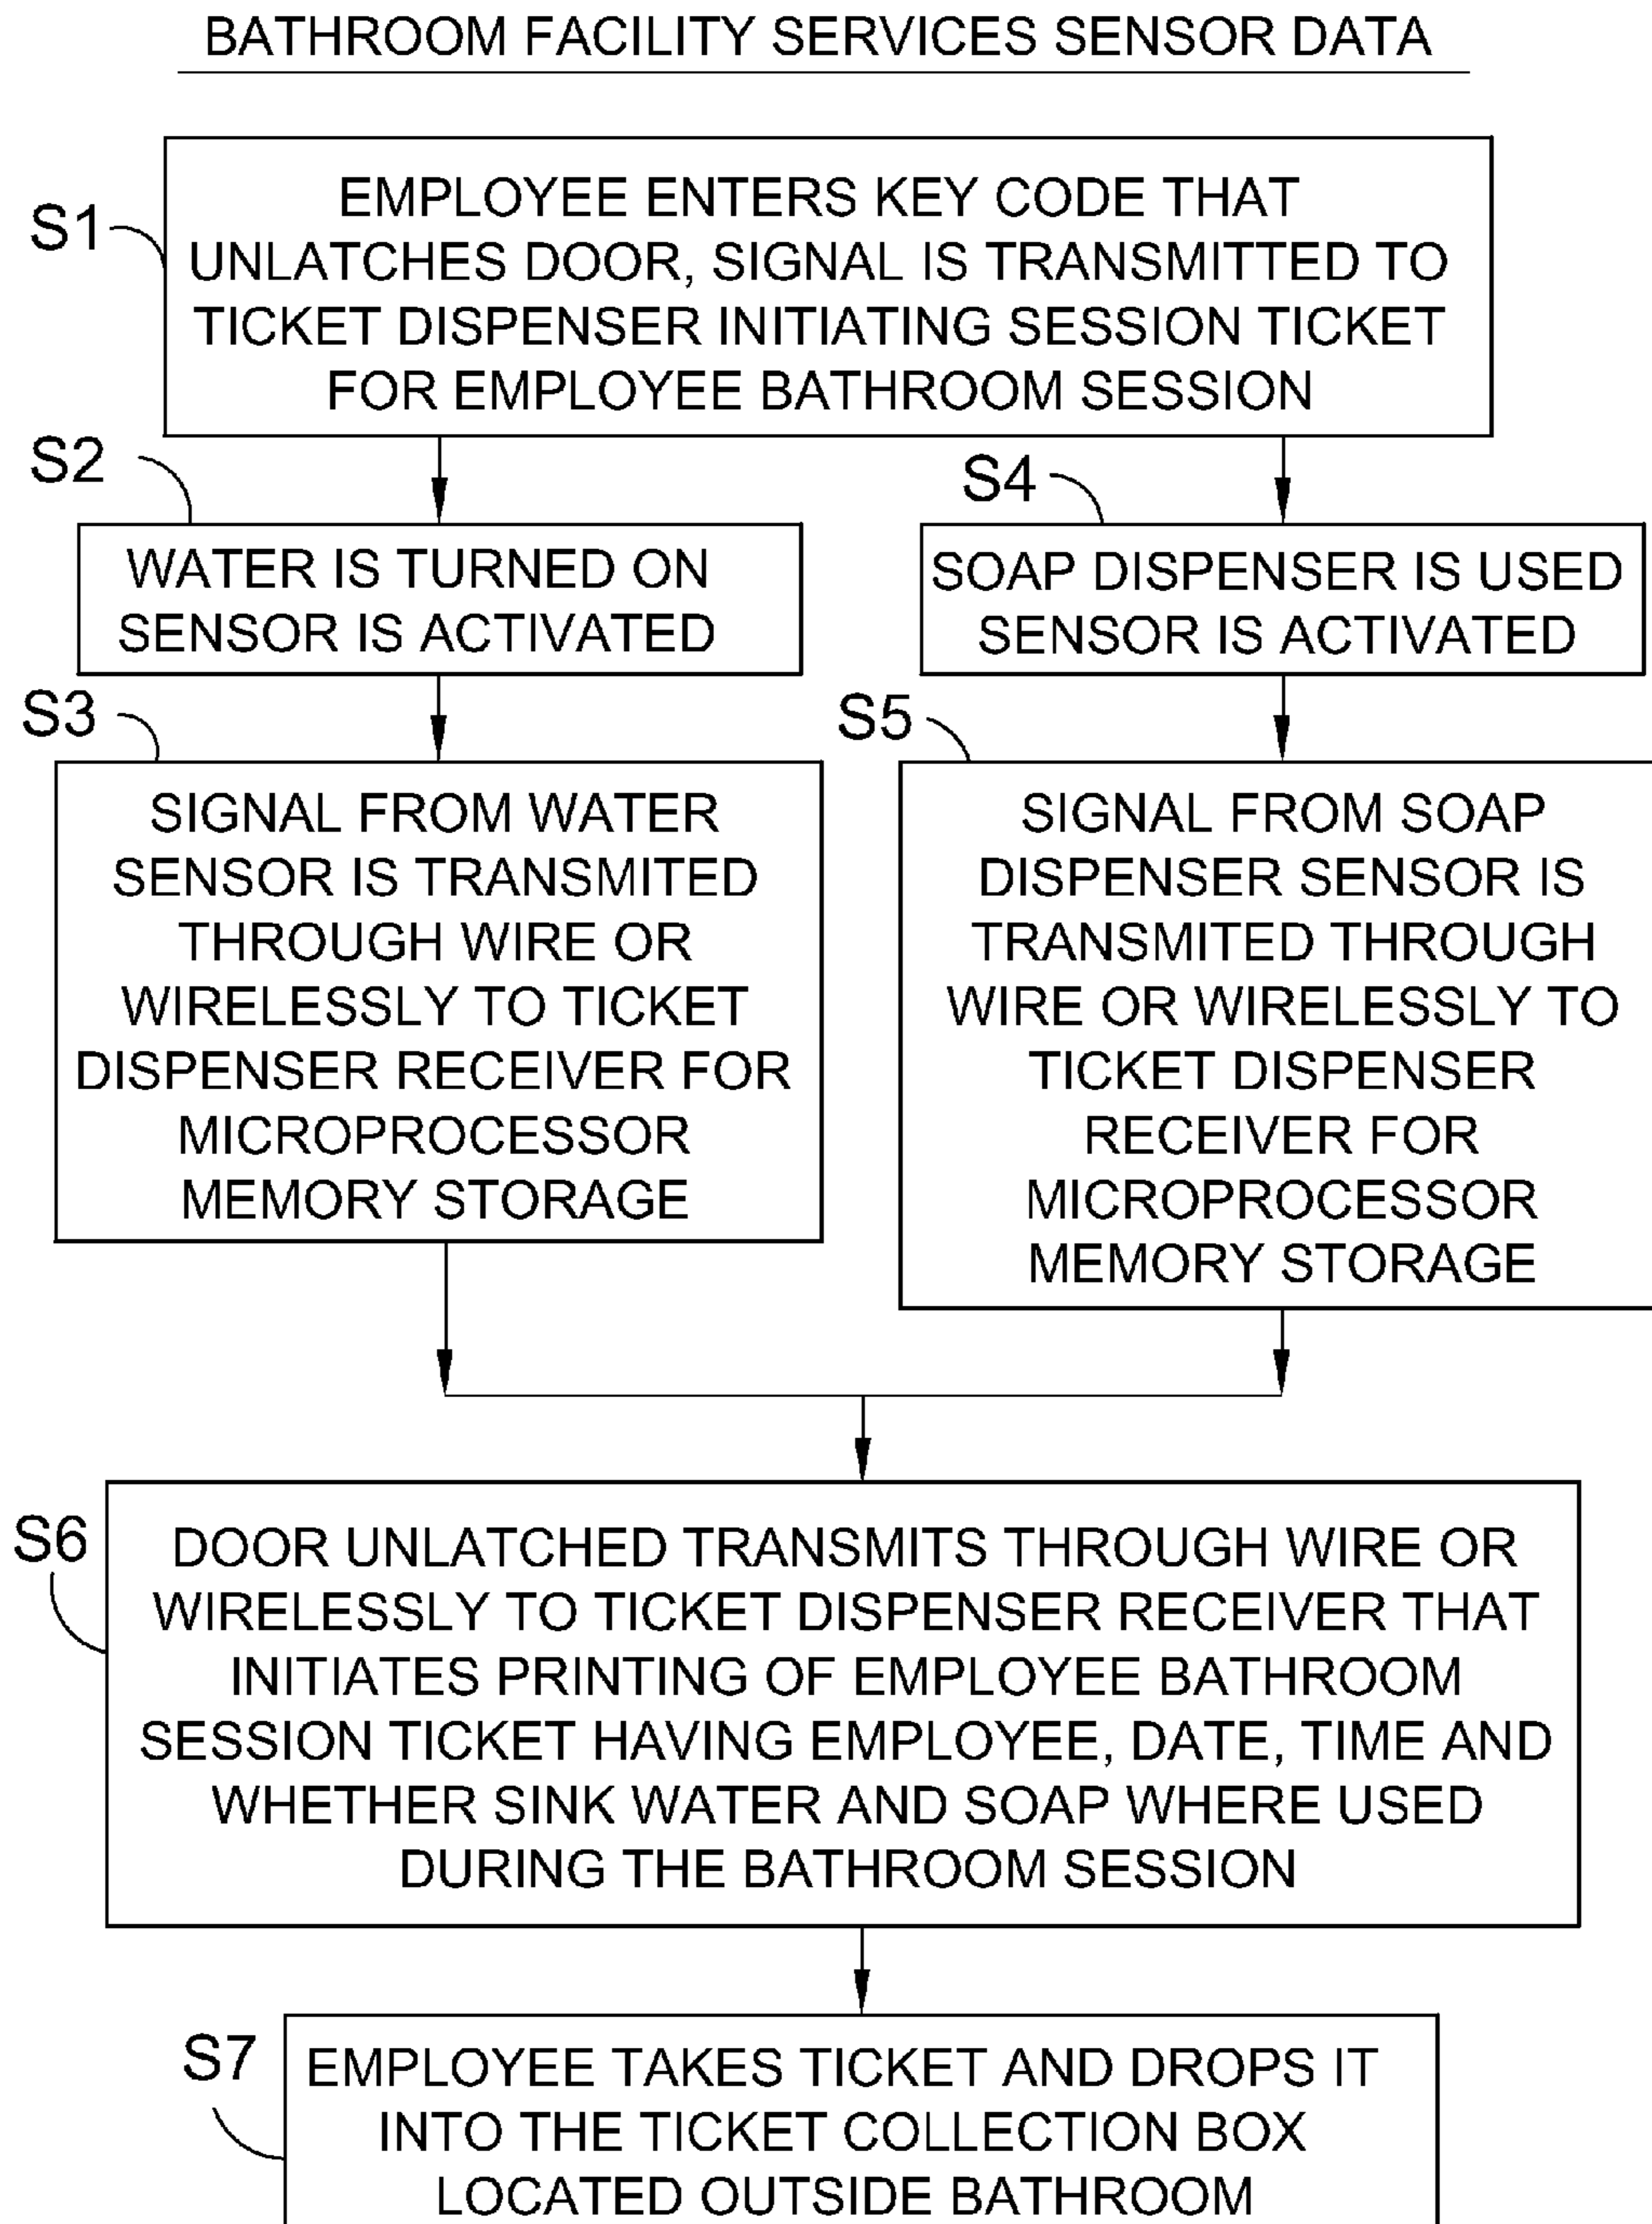 BATHROOM FACILITY SERVICES SENSOR DATA
S1
EMPLOYEE ENTERS KEY CODE THAT
UNLATCHES DOOR, SIGNAL IS TRANSMITTED TO
TICKET DISPENSER INITIATING SESSION TICKET
FOR EMPLOYEE BATHROOM SESSION
S2
WATER IS TURNED ON
SENSOR IS ACTIVATED
S3
SIGNAL FROM WATER
SENSOR IS TRANSMITED
THROUGH WIRE OR
WIRELESSLY TO TICKET
DISPENSER RECEIVER FOR
MICROPROCESSOR
MEMORY STORAGE
S4
SOAP DISPENSER IS USED
SENSOR IS ACTIVATED
S5
SIGNAL FROM SOAP
DISPENSER SENSOR IS
TRANSMITED THROUGH
WIRE OR WIRELESSLY TO
TICKET DISPENSER
RECEIVER FOR
MICROPROCESSOR
MEMORY STORAGE
S6
DOOR UNLATCHED TRANSMITS THROUGH WIRE OR
WIRELESSLY TO TICKET DISPENSER RECEIVER THAT
INITIATES PRINTING OF EMPLOYEE BATHROOM
SESSION TICKET HAVING EMPLOYEE, DATE, TIME AND
WHETHER SINK WATER AND SOAP WHERE USED
DURING THE BATHROOM SESSION
S7
EMPLOYEE TAKES TICKET AND DROPS IT
INTO THE TICKET COLLECTION BOX
LOCATED OUTSIDE BATHROOM